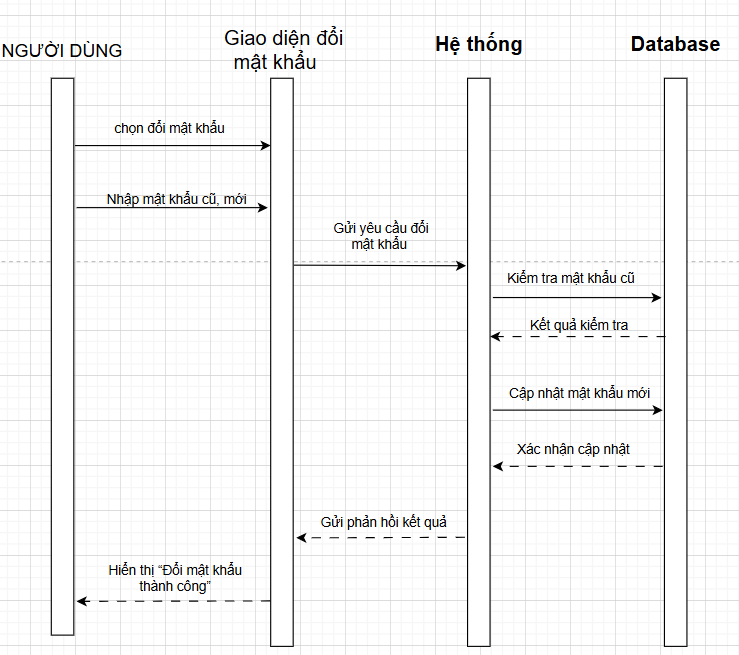 NGƯỜI DÙNG
Giao diện đổi
mật khẩu
Hệ thống
Database
chọn đổi mật khẩu
Nhập mật khẩu cũ, mới
Gửi yêu cầu đổi
mật khẩu
Kiểm tra mật khẩu cũ
Kết quả kiểm tra
Cập nhật mật khẩu mới
Xác nhận cập nhật
Gửi phản hồi kết quả
Hiển thị “Đổi mật khẩu
thành công”